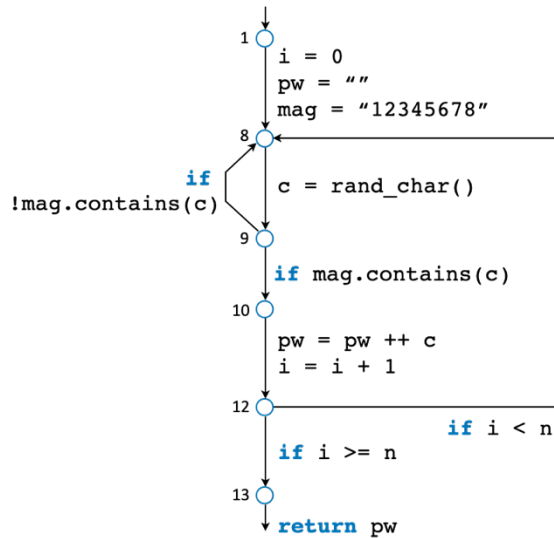 1
i = 0
pw = “”
mag = “12345678”
8
if
!mag.contains(c)
c = rand_char()
9
if mag.contains(c)
10
pw = pw ++ c
i = i + 1
12
if i < n
if i >= n
13
return pw